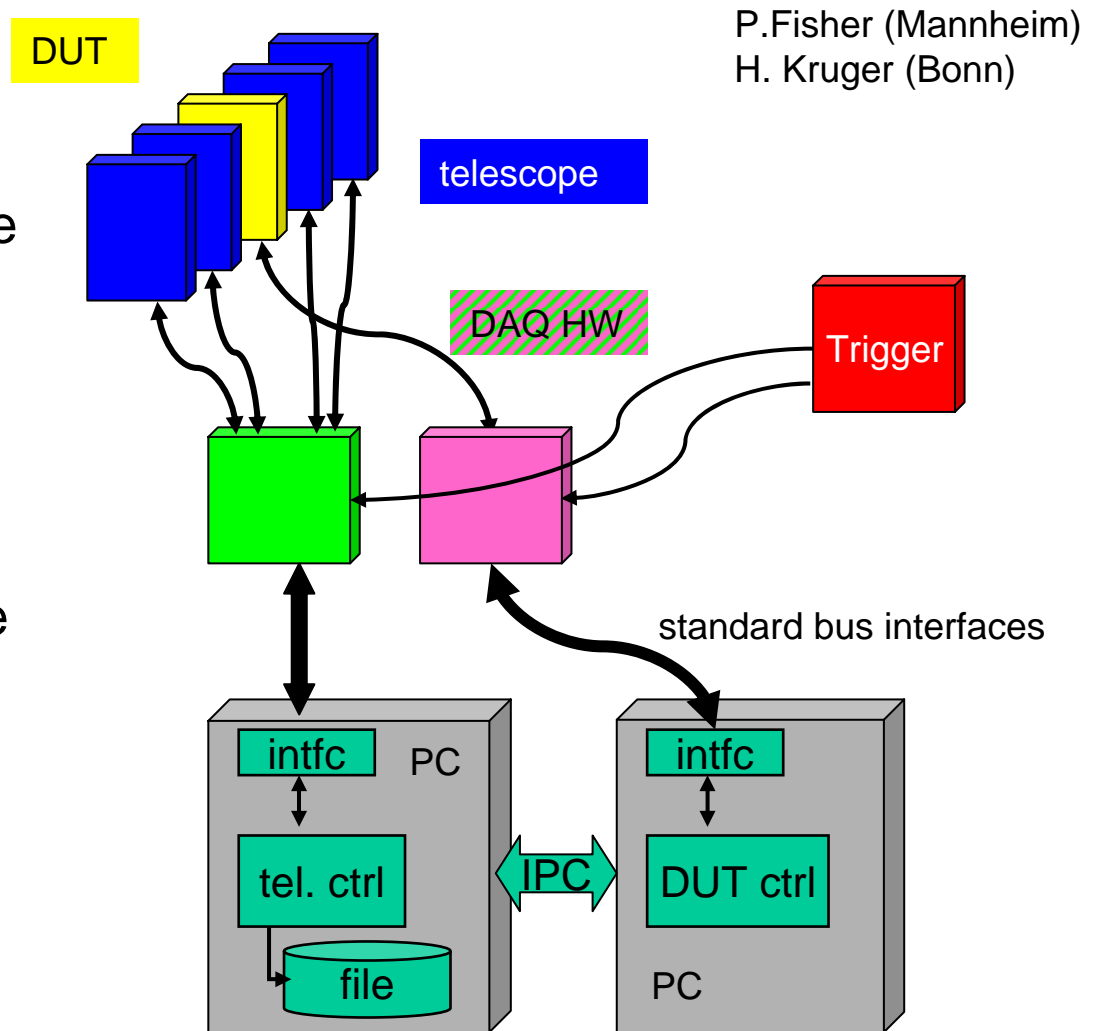 P.Fisher (Mannheim)
H. Kruger (Bonn)
DUT
telescope
e
DAQ HW
Trigger
e
standard bus interfaces
intfc
PC
intfc
tel. ctrl
IPC
DUT ctrl
file
PC